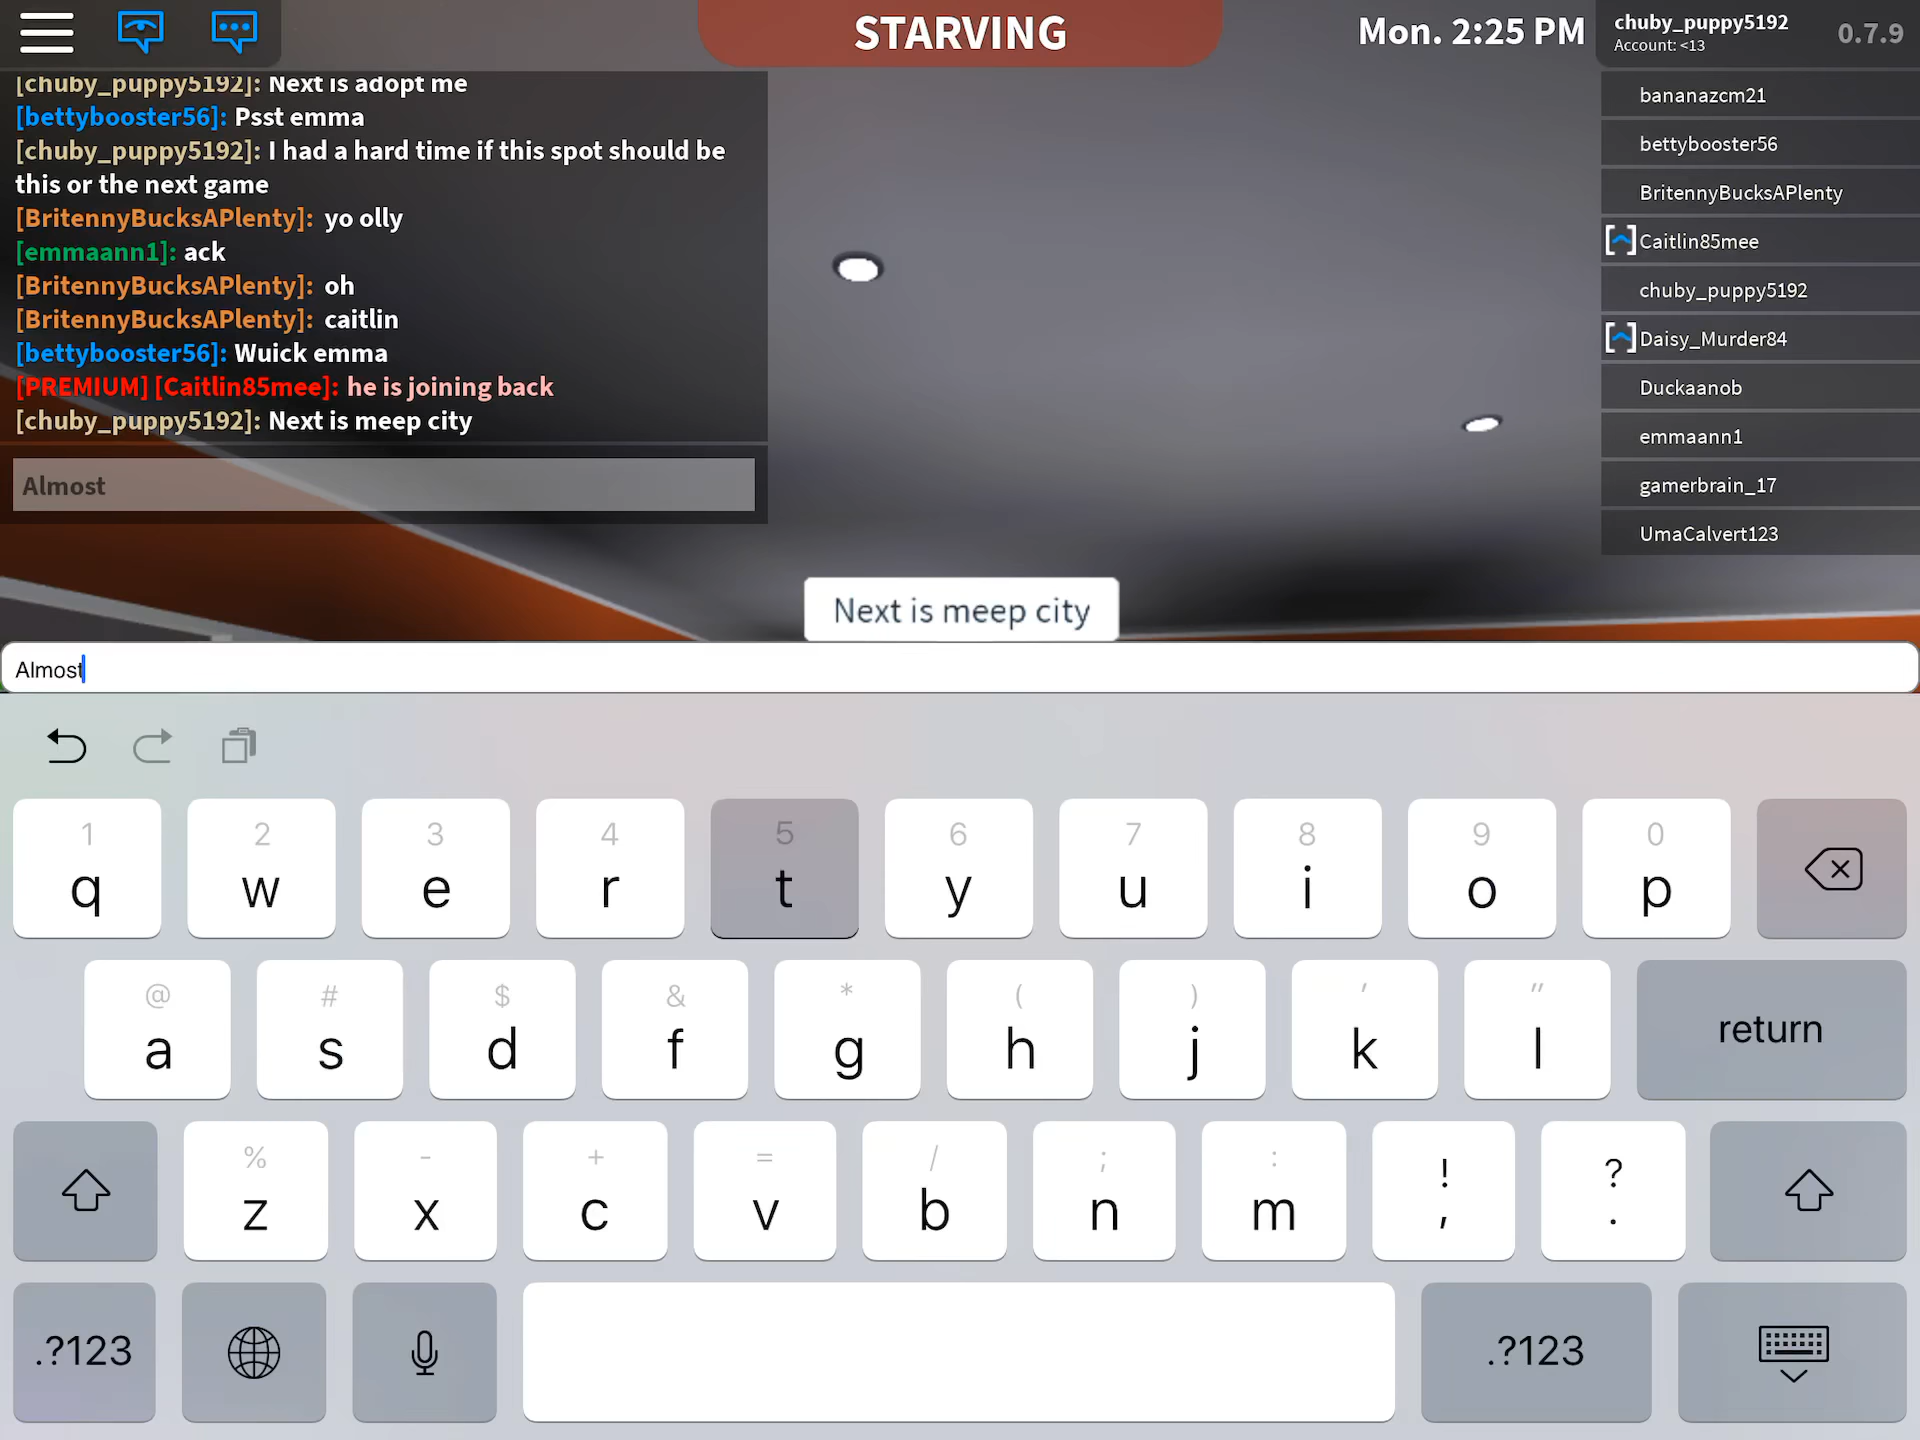 STARVING
Mon. 2:25 PM
chuby_puppy5192
Account: <13
0.7.9
[chuby_puppy5192]: Next is adopt me
[bettybooster56]: Psst emma
[chuby_puppy5192]: I had a hard time if this spot should be
this or the next game
[BritennyBucksAPlenty]: yo olly
[emmaann1]: ack
[BritennyBucksAPlenty]: oh
[BritennyBucksAPlenty]: caitlin
[bettybooster56]: Wuick emma
[PREMIUM] [Caitlin85mee]: he is joining back
[chuby_puppy5192]: Next is meep city
Almost
bananazcm21
bettybooster56
BritennyBucksAPlenty
Caitlin85mee
chuby_puppy5192
Daisy_Murder84
Duckaanob
emmaann1
gamerbrain_17
UmaCalvert123
Next is meep city
Almost
1 2 3 4 5 6 7 8 9 0
q w e r t y u i o p
@ # $ & * ( ) ' "
a s d f g h j k l return
% - + = / ; : ! ?
z x c v b n m , .
.?123 .?123